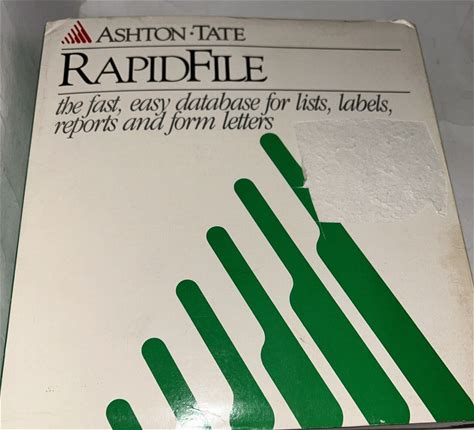 ASHTON·TATE
RAPIDFILE
the fast, easy database for lists, labels,
reports and form letters